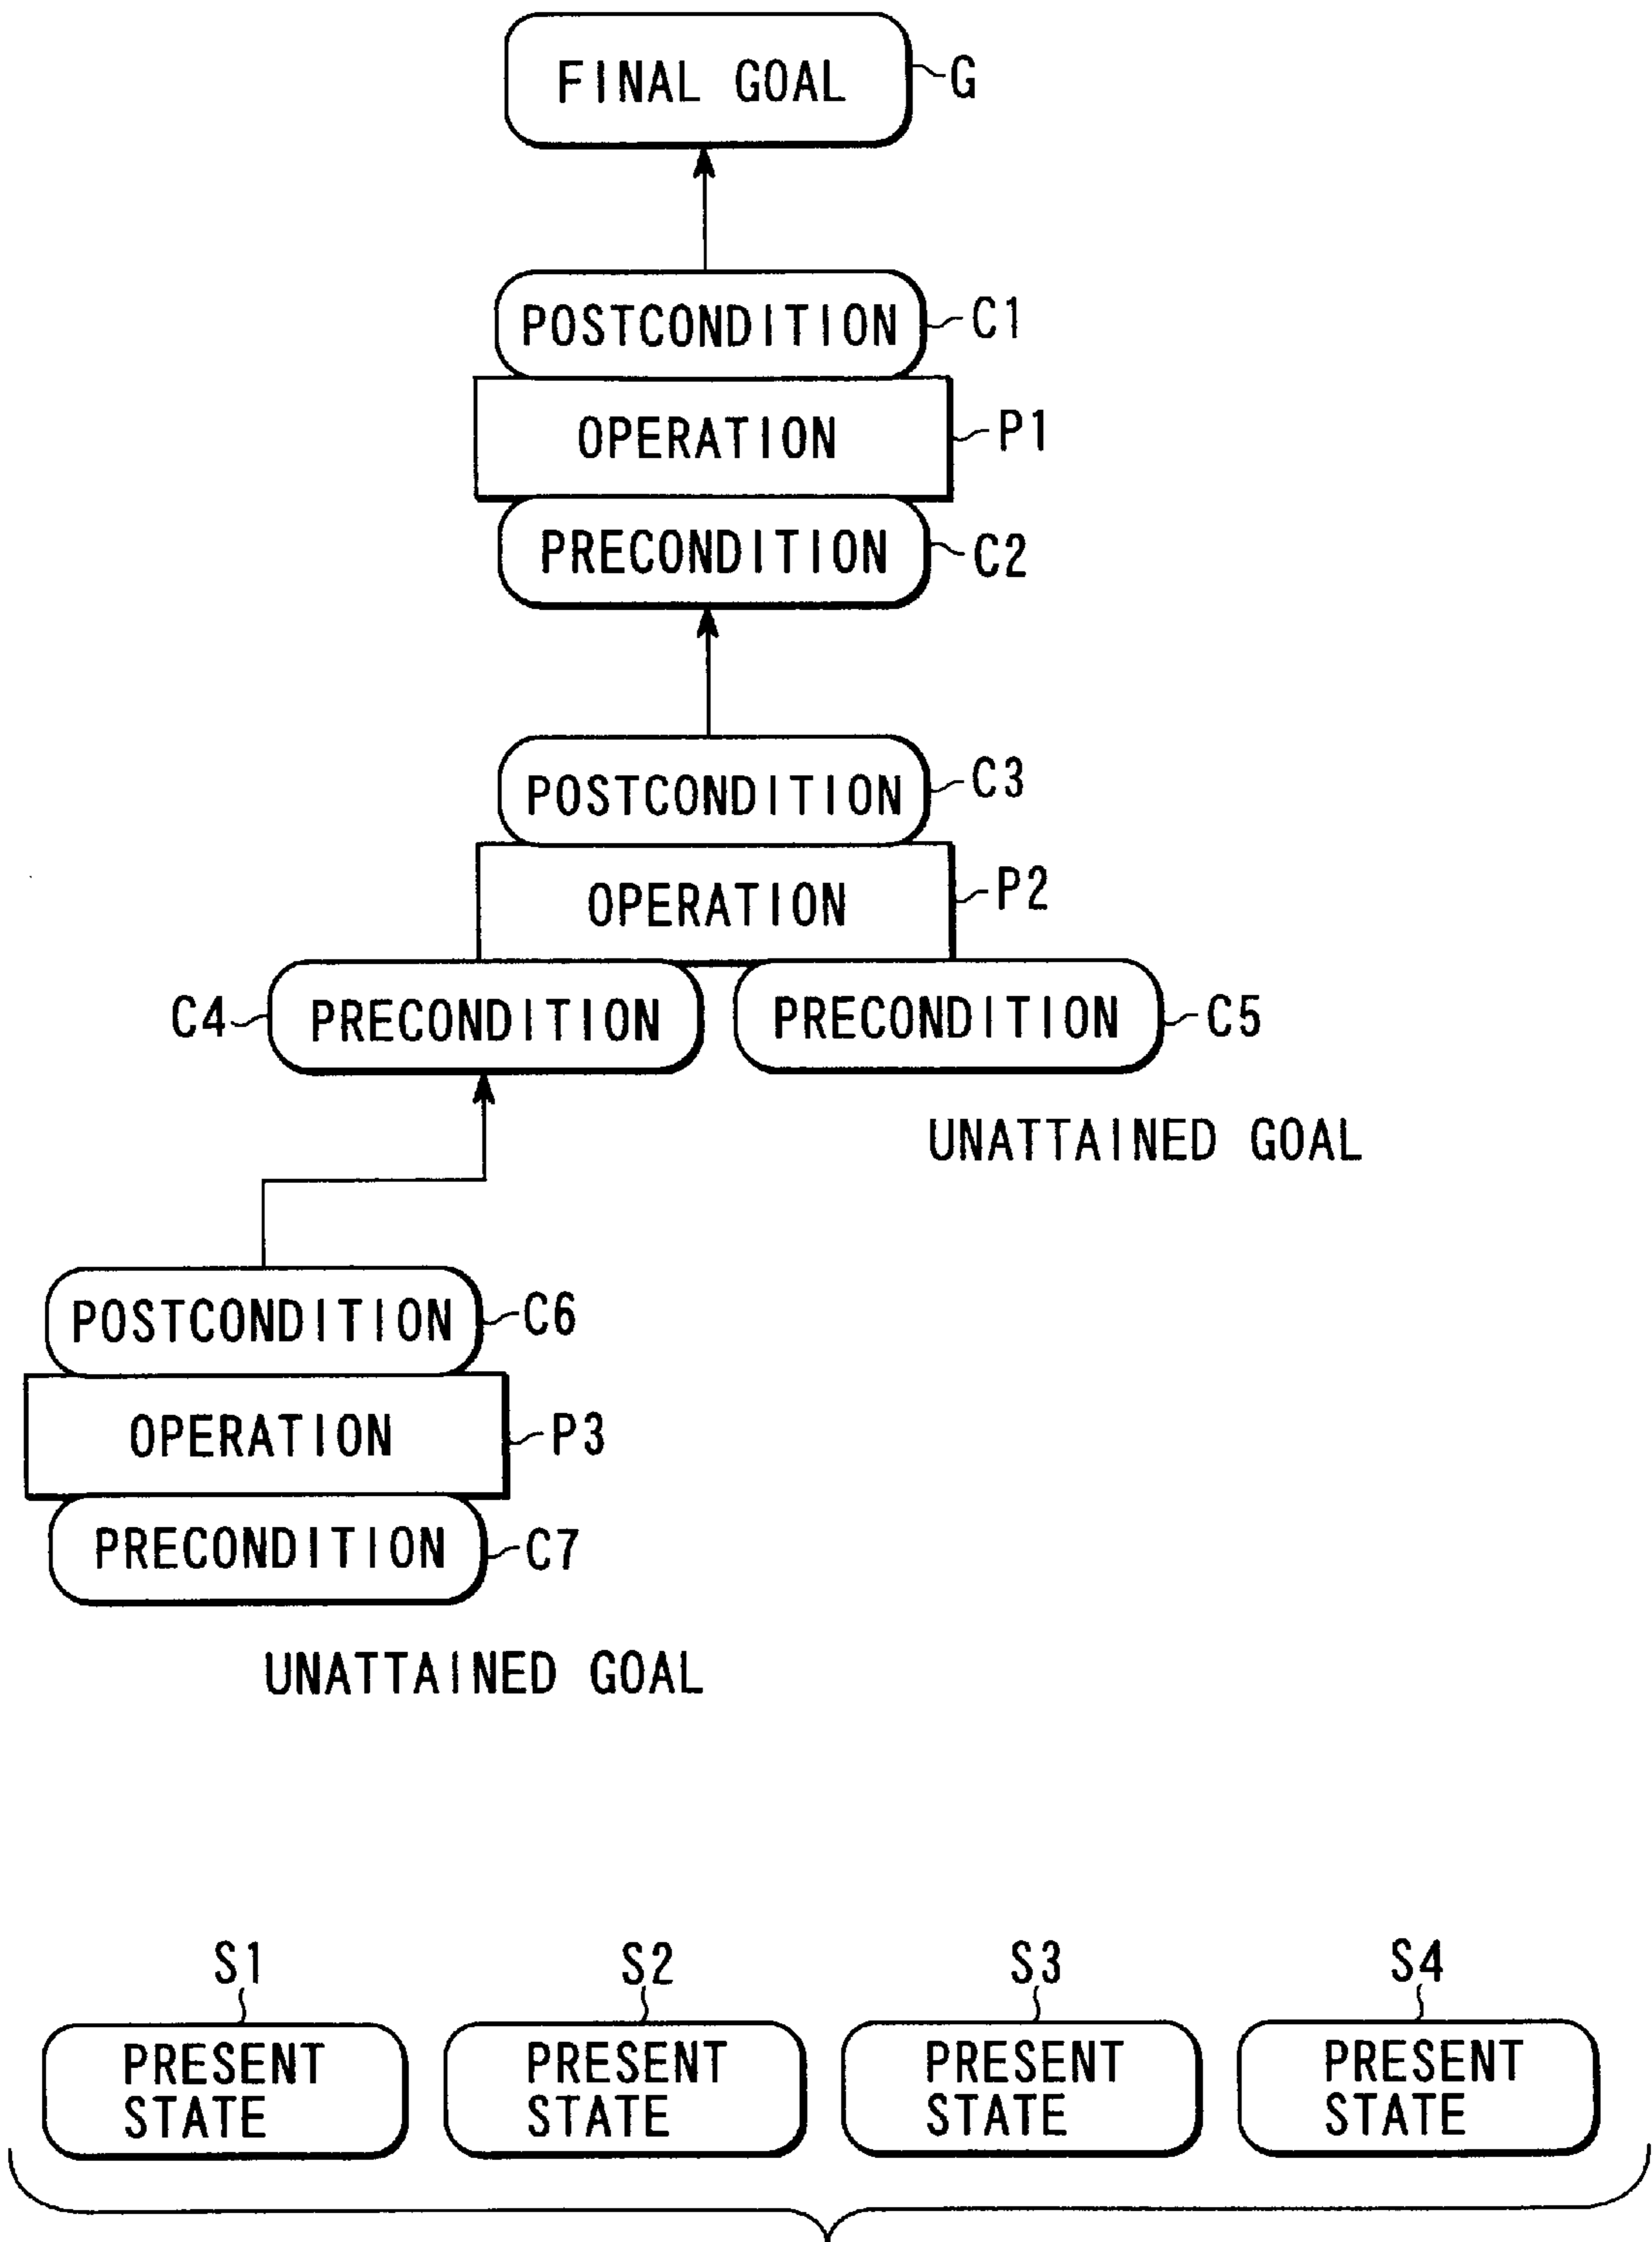 FINAL GOAL
G
POSTCONDITION
C1
OPERATION
P1
PRECONDITION
C2
POSTCONDITION
C3
OPERATION
P2
C4
PRECONDITION
PRECONDITION
C5
UNATTAINED GOAL
POSTCONDITION
C6
OPERATION
P3
PRECONDITION
C7
UNATTAINED GOAL
S1
S2
S3
S4
PRESENT
STATE
PRESENT
STATE
PRESENT
STATE
PRESENT
STATE